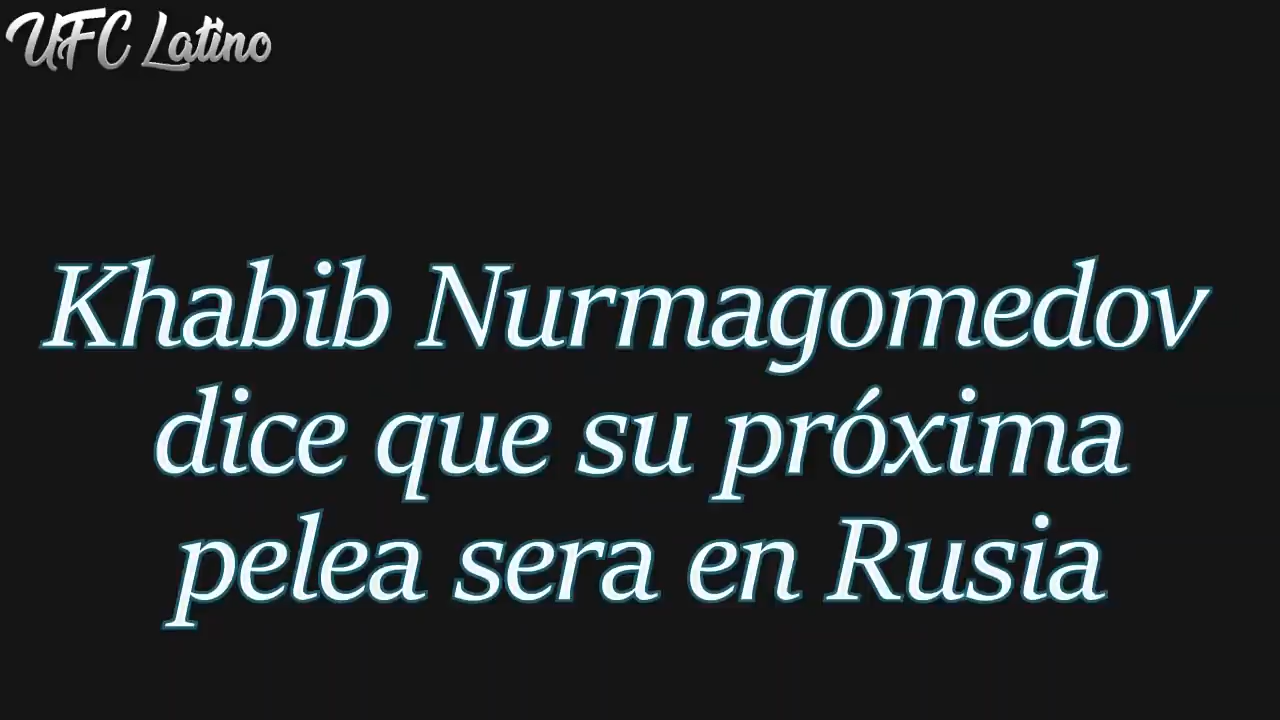 UFC Latino
Khabib Nurmagomedov
dice que su próxima
pelea sera en Rusia